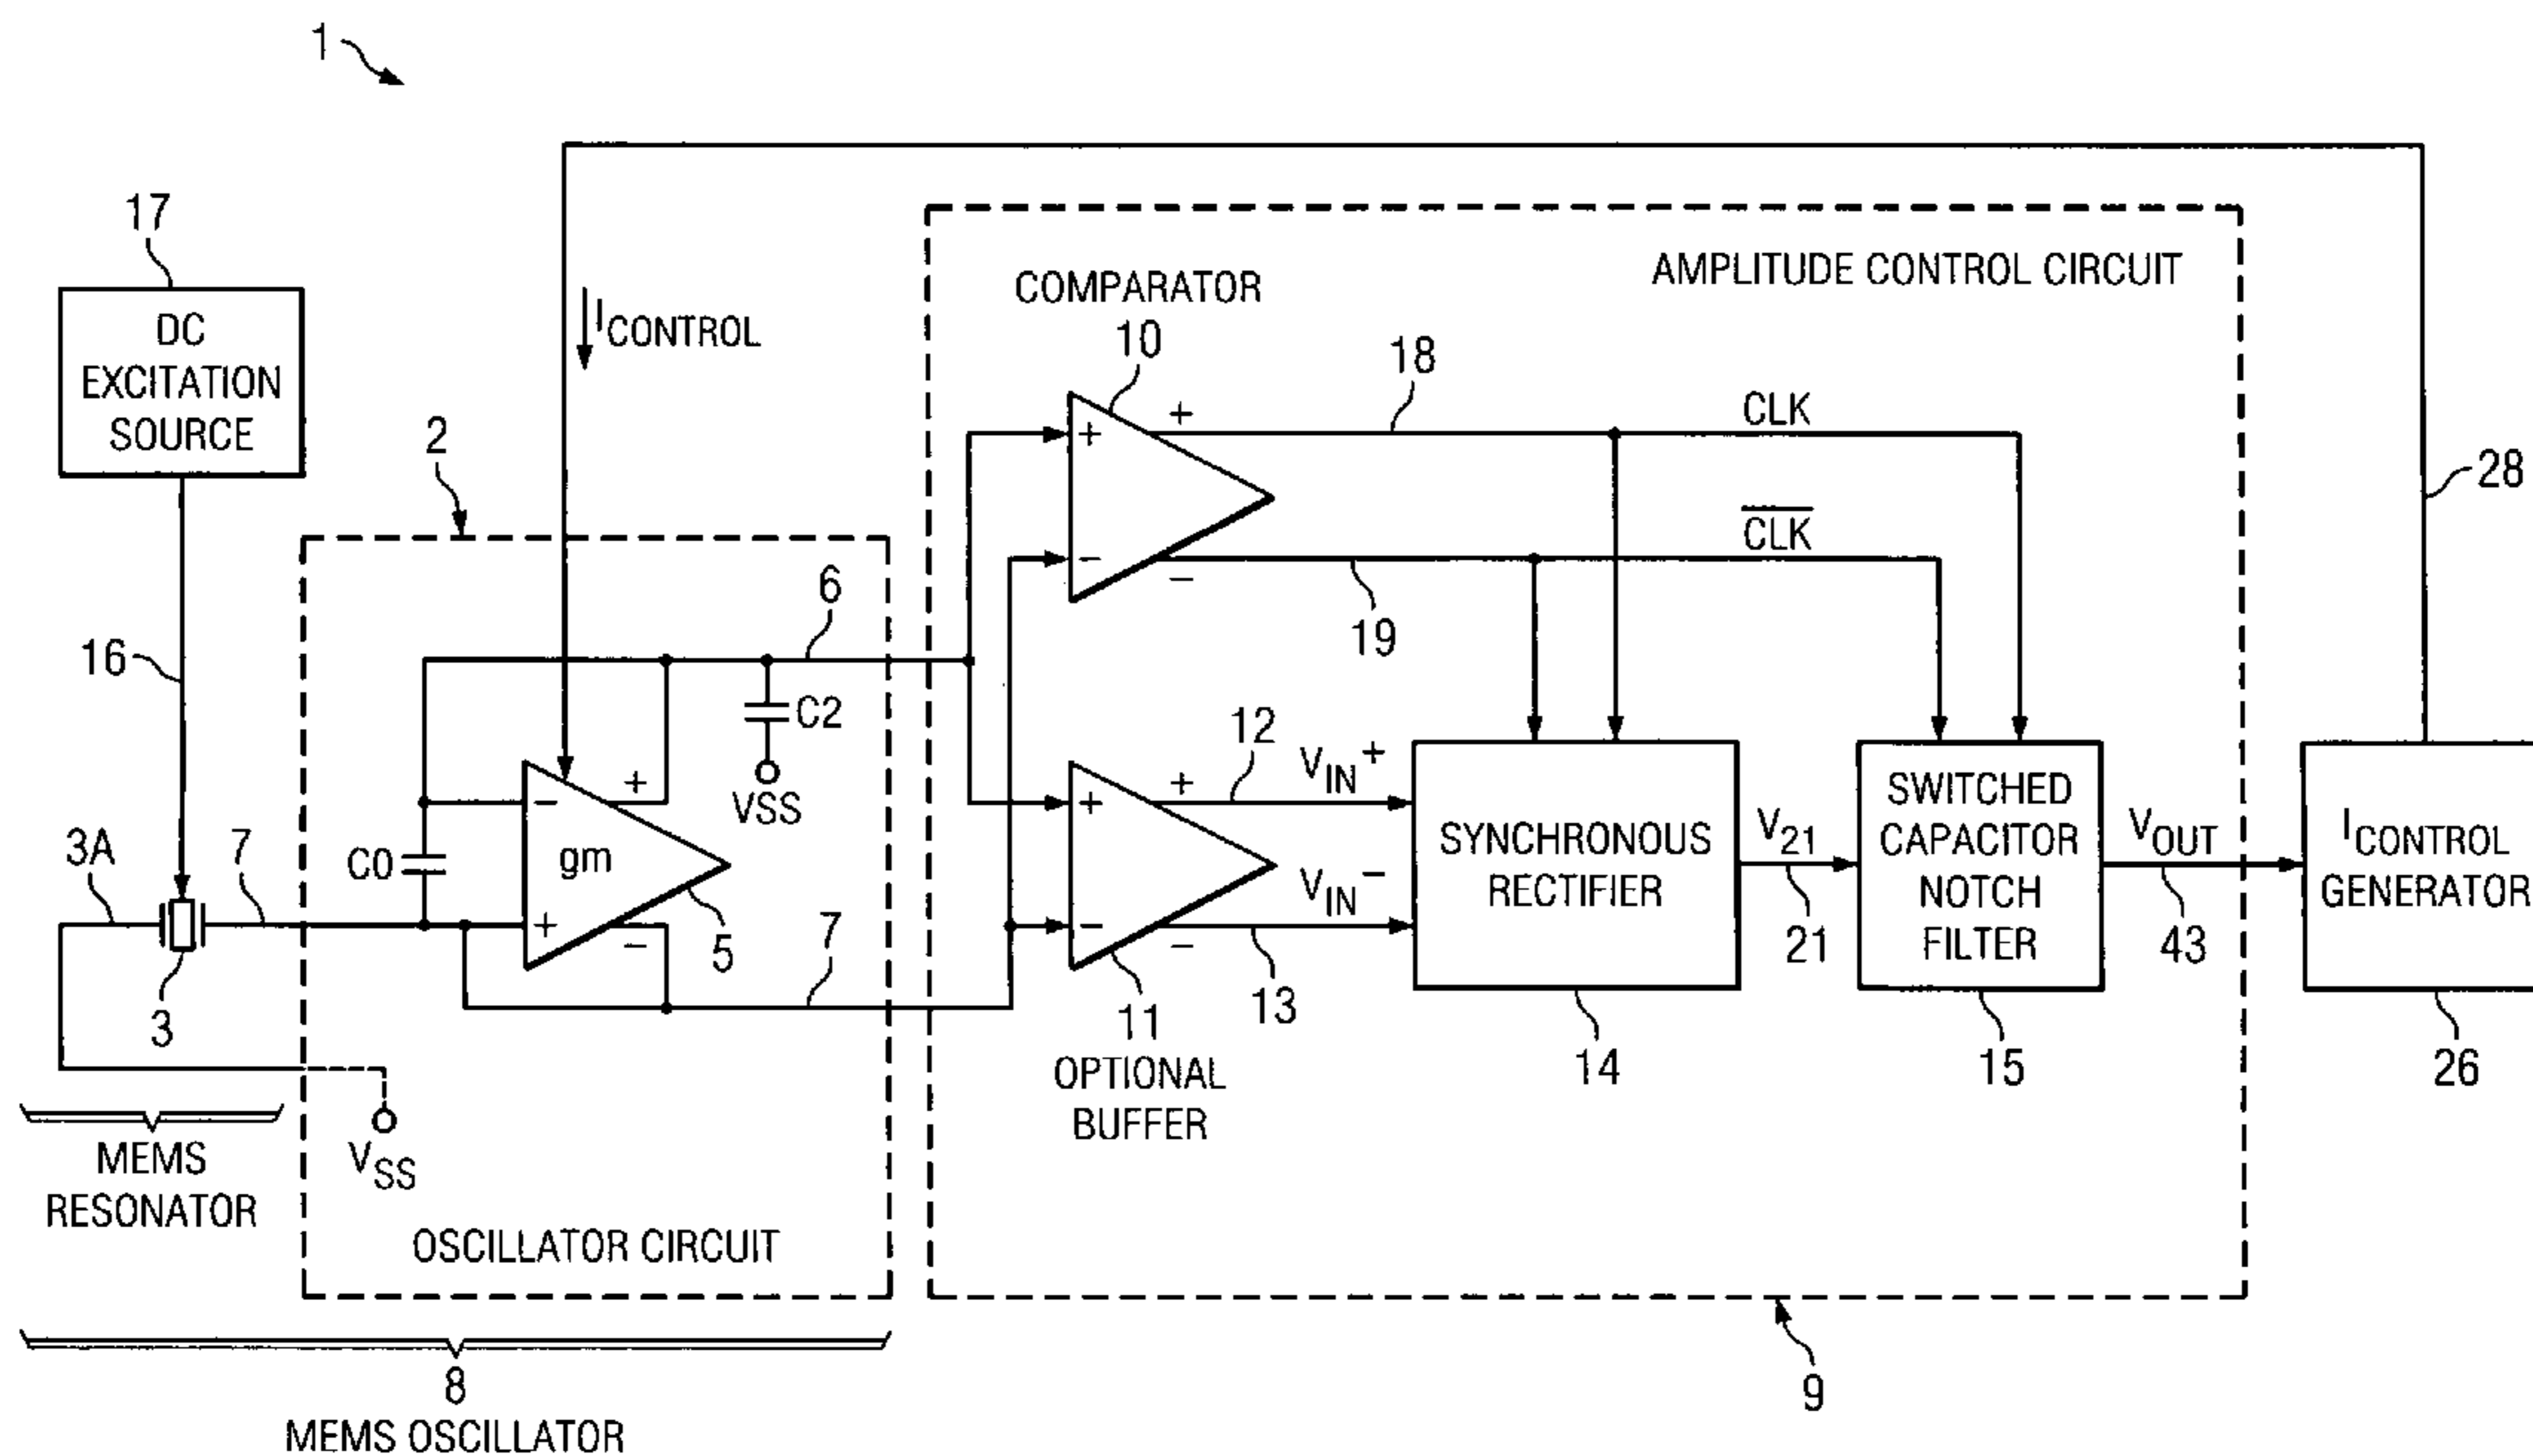 1
17
DC
EXCITATION
SOURCE
16
3A
7
3
MEMS
RESONATOR
2
ICONTROL
6
C2
VSS
C0
gm
-
+
+
-
5
7
VSS
OSCILLATOR CIRCUIT
8
MEMS OSCILLATOR
AMPLITUDE CONTROL CIRCUIT
COMPARATOR
10
+
-
+
-
18
CLK
19
CLK
28
+
-
+
-
11
OPTIONAL
BUFFER
12
VIN+
VIN-
13
SYNCHRONOUS
RECTIFIER
14
V21
21
SWITCHED
CAPACITOR
NOTCH
FILTER
15
VOUT
43
ICONTROL
GENERATOR
26
9